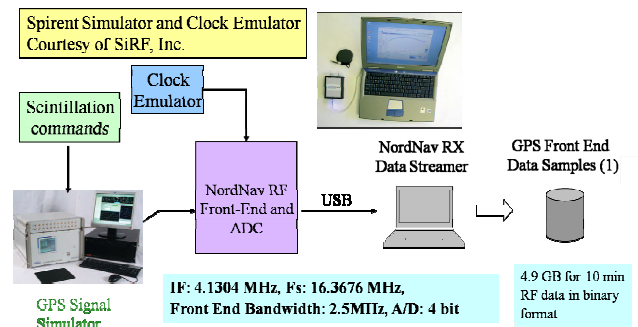 Spirent Simulator and Clock Emulator
Courtesy of SiRF, Inc.
Clock
Emulator
Scintillation
commands
NordNav RX
Data Streamer
GPS Front End
Data Samples (1)
NordNav RF
Front-End and
ADC
USB
IF: 4.1304 MHz, Fs: 16.3676 MHz,
Front End Bandwidth: 2.5MHz, A/D: 4 bit
4.9 GB for 10 min
RF data in binary
format
GPS Signal
Simulator